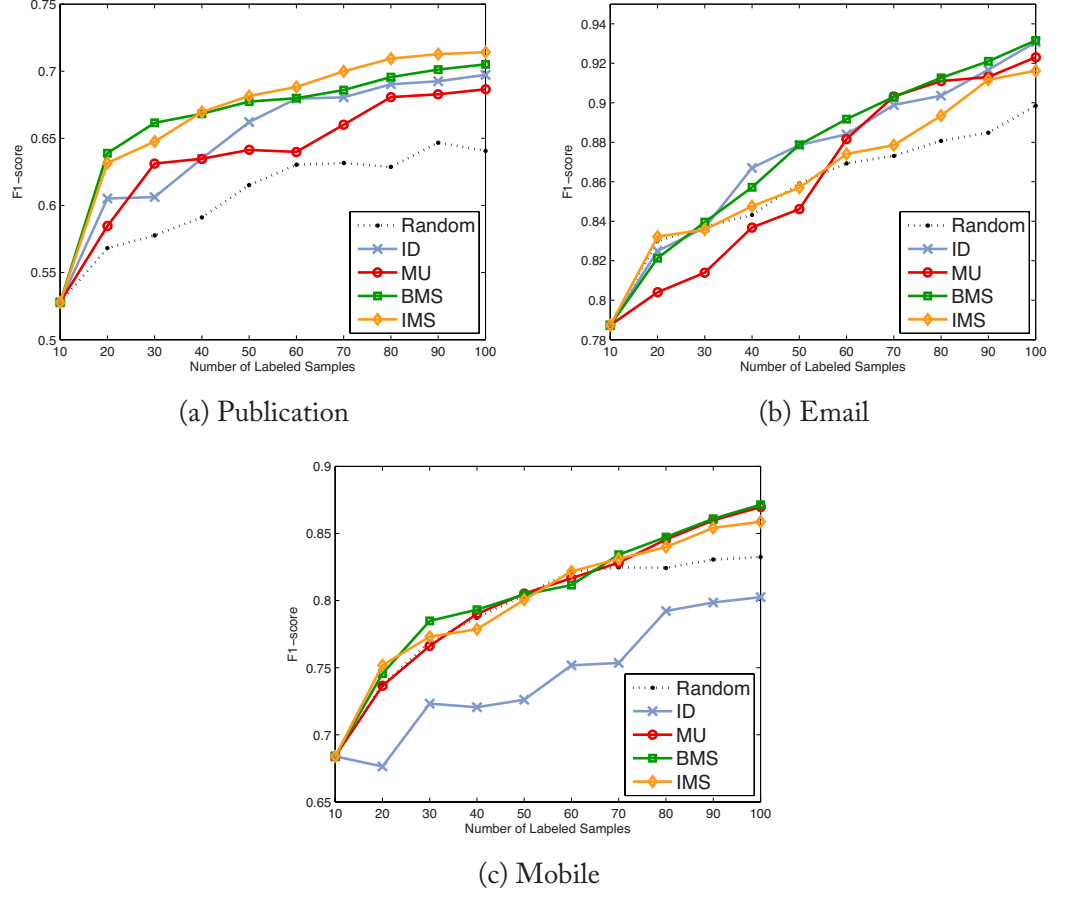 0.75
0.7
0.65
0.6
0.55
0.5
F1−score
10 20 30 40 50 60 70 80 90 100
Number of Labeled Samples
Random
ID
MU
BMS
IMS
(a) Publication
0.94
0.92
0.9
0.88
0.86
0.84
0.82
0.8
0.78
F1−score
10 20 30 40 50 60 70 80 90 100
Number of Labeled Samples
Random
ID
MU
BMS
IMS
(b) Email
0.9
0.85
0.8
0.75
0.7
0.65
F1−score
10 20 30 40 50 60 70 80 90 100
Number of Labeled Samples
Random
ID
MU
BMS
IMS
(c) Mobile